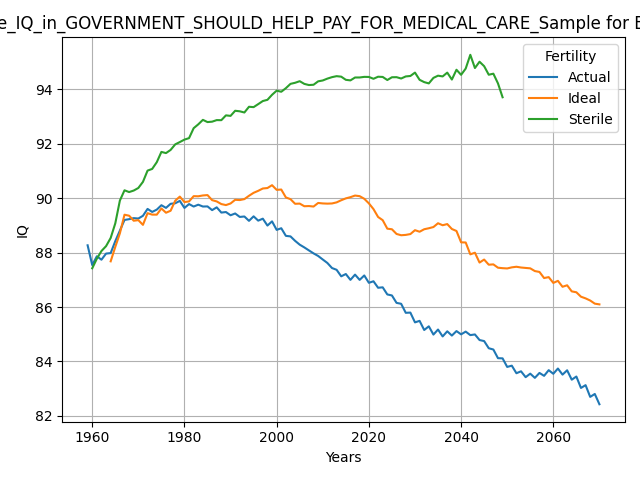 e_IQ_in_GOVERNMENT_SHOULD_HELP_PAY_FOR_MEDICAL_CARE_Sample for
Fertility
Actual
Ideal
Sterile
IQ
94
92
90
88
86
84
82
1960
1980
2000
2020
2040
2060
Years